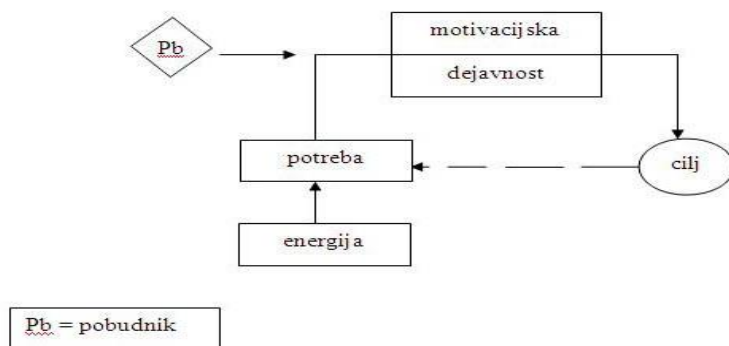 Pb
motivacijska
dejavnost
potreba
cilj
energija
Pb = pobudnik